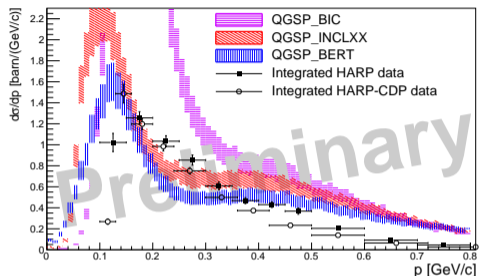 dσ/dp [barn/(GeV/c)]
2.2
2
1.8
1.6
1.4
1.2
1
0.8
0.6
0.4
0.2
0
QGSP_BIC
QGSP_INCLXX
QGSP_BERT
Integrated HARP data
Integrated HARP-CDP data
Preliminary
0 0.1 0.2 0.3 0.4 0.5 0.6 0.7 0.8
p [GeV/c]